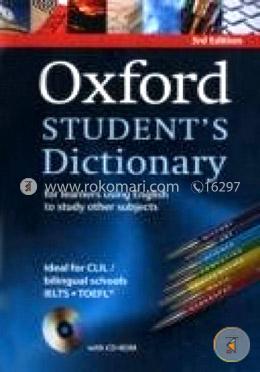 3rd Edition
Oxford
STUDENT'S
Dictionary
www.rokomari.com 16297
for learners using English
to study other subjects
Ideal for CLIL /
bilingual schools
IELTS • TOEFL®
with CD-ROM